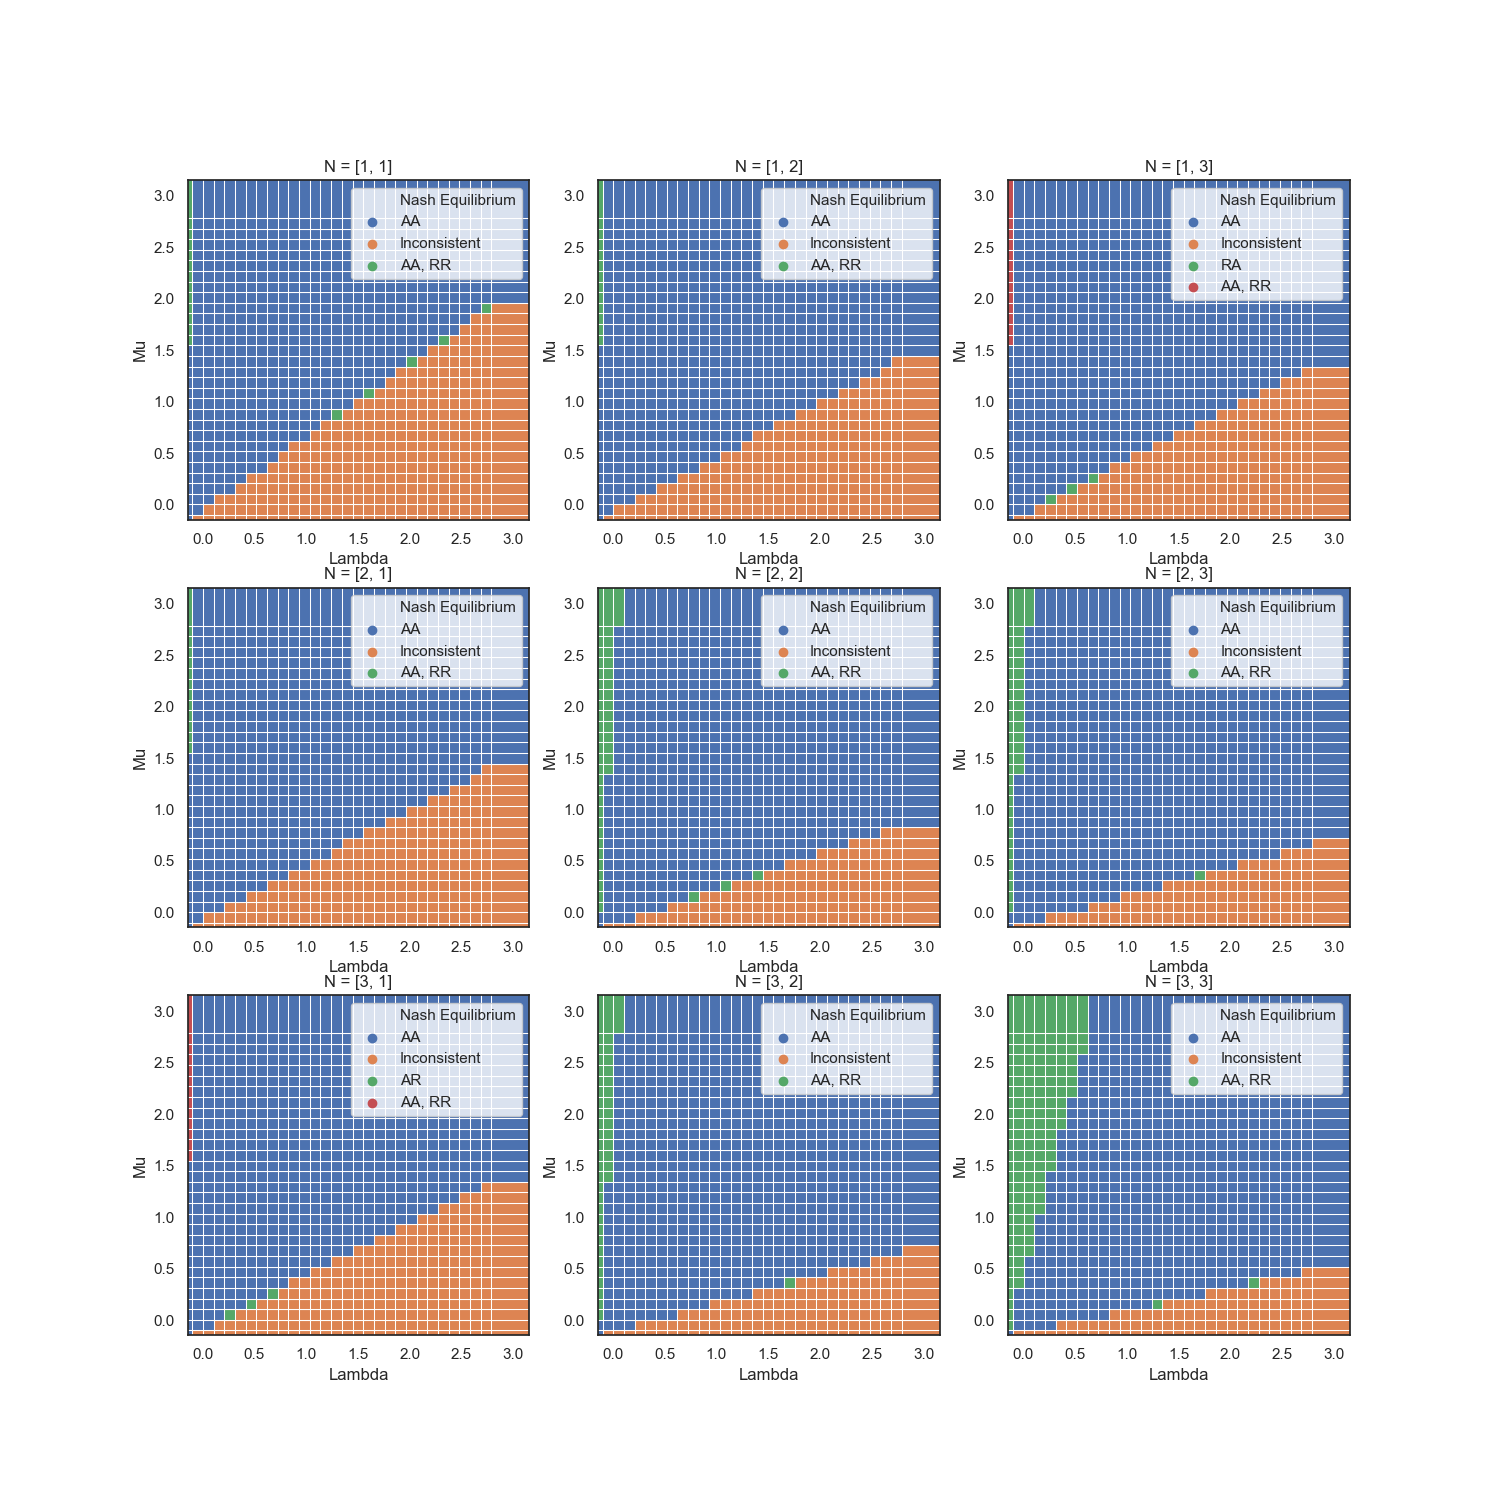 N = [1, 1]
N = [1, 2]
N = [1, 3]
3.0
2.5
2.0
1.5
1.0
0.5
0.0
Mu
Nash Equilibrium
AA
Inconsistent
AA, RR
0.0 0.5 1.0 1.5 2.0 2.5 3.0
Lambda
3.0
2.5
2.0
1.5
1.0
0.5
0.0
Mu
Nash Equilibrium
AA
Inconsistent
AA, RR
0.0 0.5 1.0 1.5 2.0 2.5 3.0
Lambda
3.0
2.5
2.0
1.5
1.0
0.5
0.0
Mu
Nash Equilibrium
AA
Inconsistent
RA
AA, RR
0.0 0.5 1.0 1.5 2.0 2.5 3.0
Lambda
N = [2, 1]
N = [2, 2]
N = [2, 3]
3.0
2.5
2.0
1.5
1.0
0.5
0.0
Mu
Nash Equilibrium
AA
Inconsistent
AA, RR
0.0 0.5 1.0 1.5 2.0 2.5 3.0
Lambda
3.0
2.5
2.0
1.5
1.0
0.5
0.0
Mu
Nash Equilibrium
AA
Inconsistent
AA, RR
0.0 0.5 1.0 1.5 2.0 2.5 3.0
Lambda
3.0
2.5
2.0
1.5
1.0
0.5
0.0
Mu
Nash Equilibrium
AA
Inconsistent
AA, RR
0.0 0.5 1.0 1.5 2.0 2.5 3.0
Lambda
N = [3, 1]
N = [3, 2]
N = [3, 3]
3.0
2.5
2.0
1.5
1.0
0.5
0.0
Mu
Nash Equilibrium
AA
Inconsistent
AR
AA, RR
0.0 0.5 1.0 1.5 2.0 2.5 3.0
Lambda
3.0
2.5
2.0
1.5
1.0
0.5
0.0
Mu
Nash Equilibrium
AA
Inconsistent
AA, RR
0.0 0.5 1.0 1.5 2.0 2.5 3.0
Lambda
3.0
2.5
2.0
1.5
1.0
0.5
0.0
Mu
Nash Equilibrium
AA
Inconsistent
AA, RR
0.0 0.5 1.0 1.5 2.0 2.5 3.0
Lambda